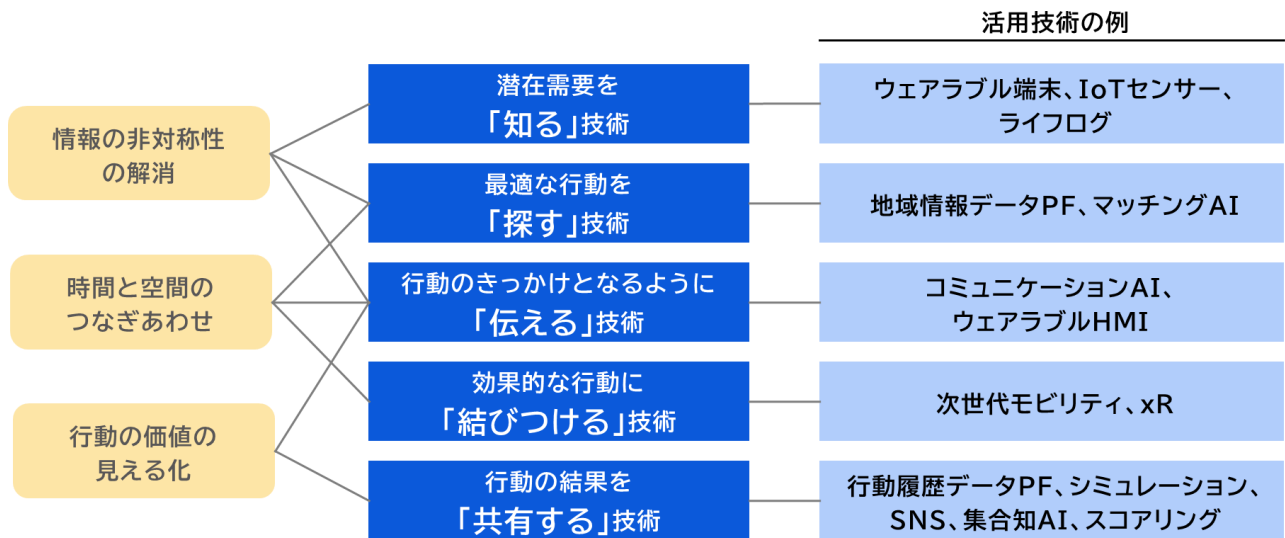 活用技術の例
情報の非対称性
の解消
時間と空間の
つなぎあわせ
行動の価値の
見える化
潜在需要を
「知る」技術
最適な行動を
「探す」技術
行動のきっかけとなるように
「伝える」技術
効果的な行動に
「結びつける」技術
行動の結果を
「共有する」技術
ウェアラブル端末、IoTセンサー、
ライフログ
地域情報データPF、マッチングAI
コミュニケーションAI、
ウェアラブルHMI
次世代モビリティ、xR
行動履歴データPF、シミュレーション、
SNS、集合知AI、スコアリング